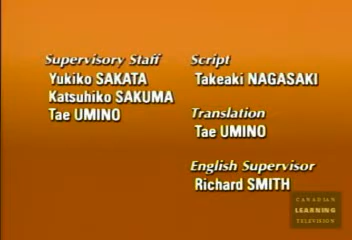 Supervisory Staff
Yukiko SAKATA
Katsuhiko SAKUMA
Tae UMINO
Script
Takeaki NAGASAKI
Translation
Tae UMINO
English Supervisor
Richard SMITH
CANADIAN
LEARNING
TELEVISION